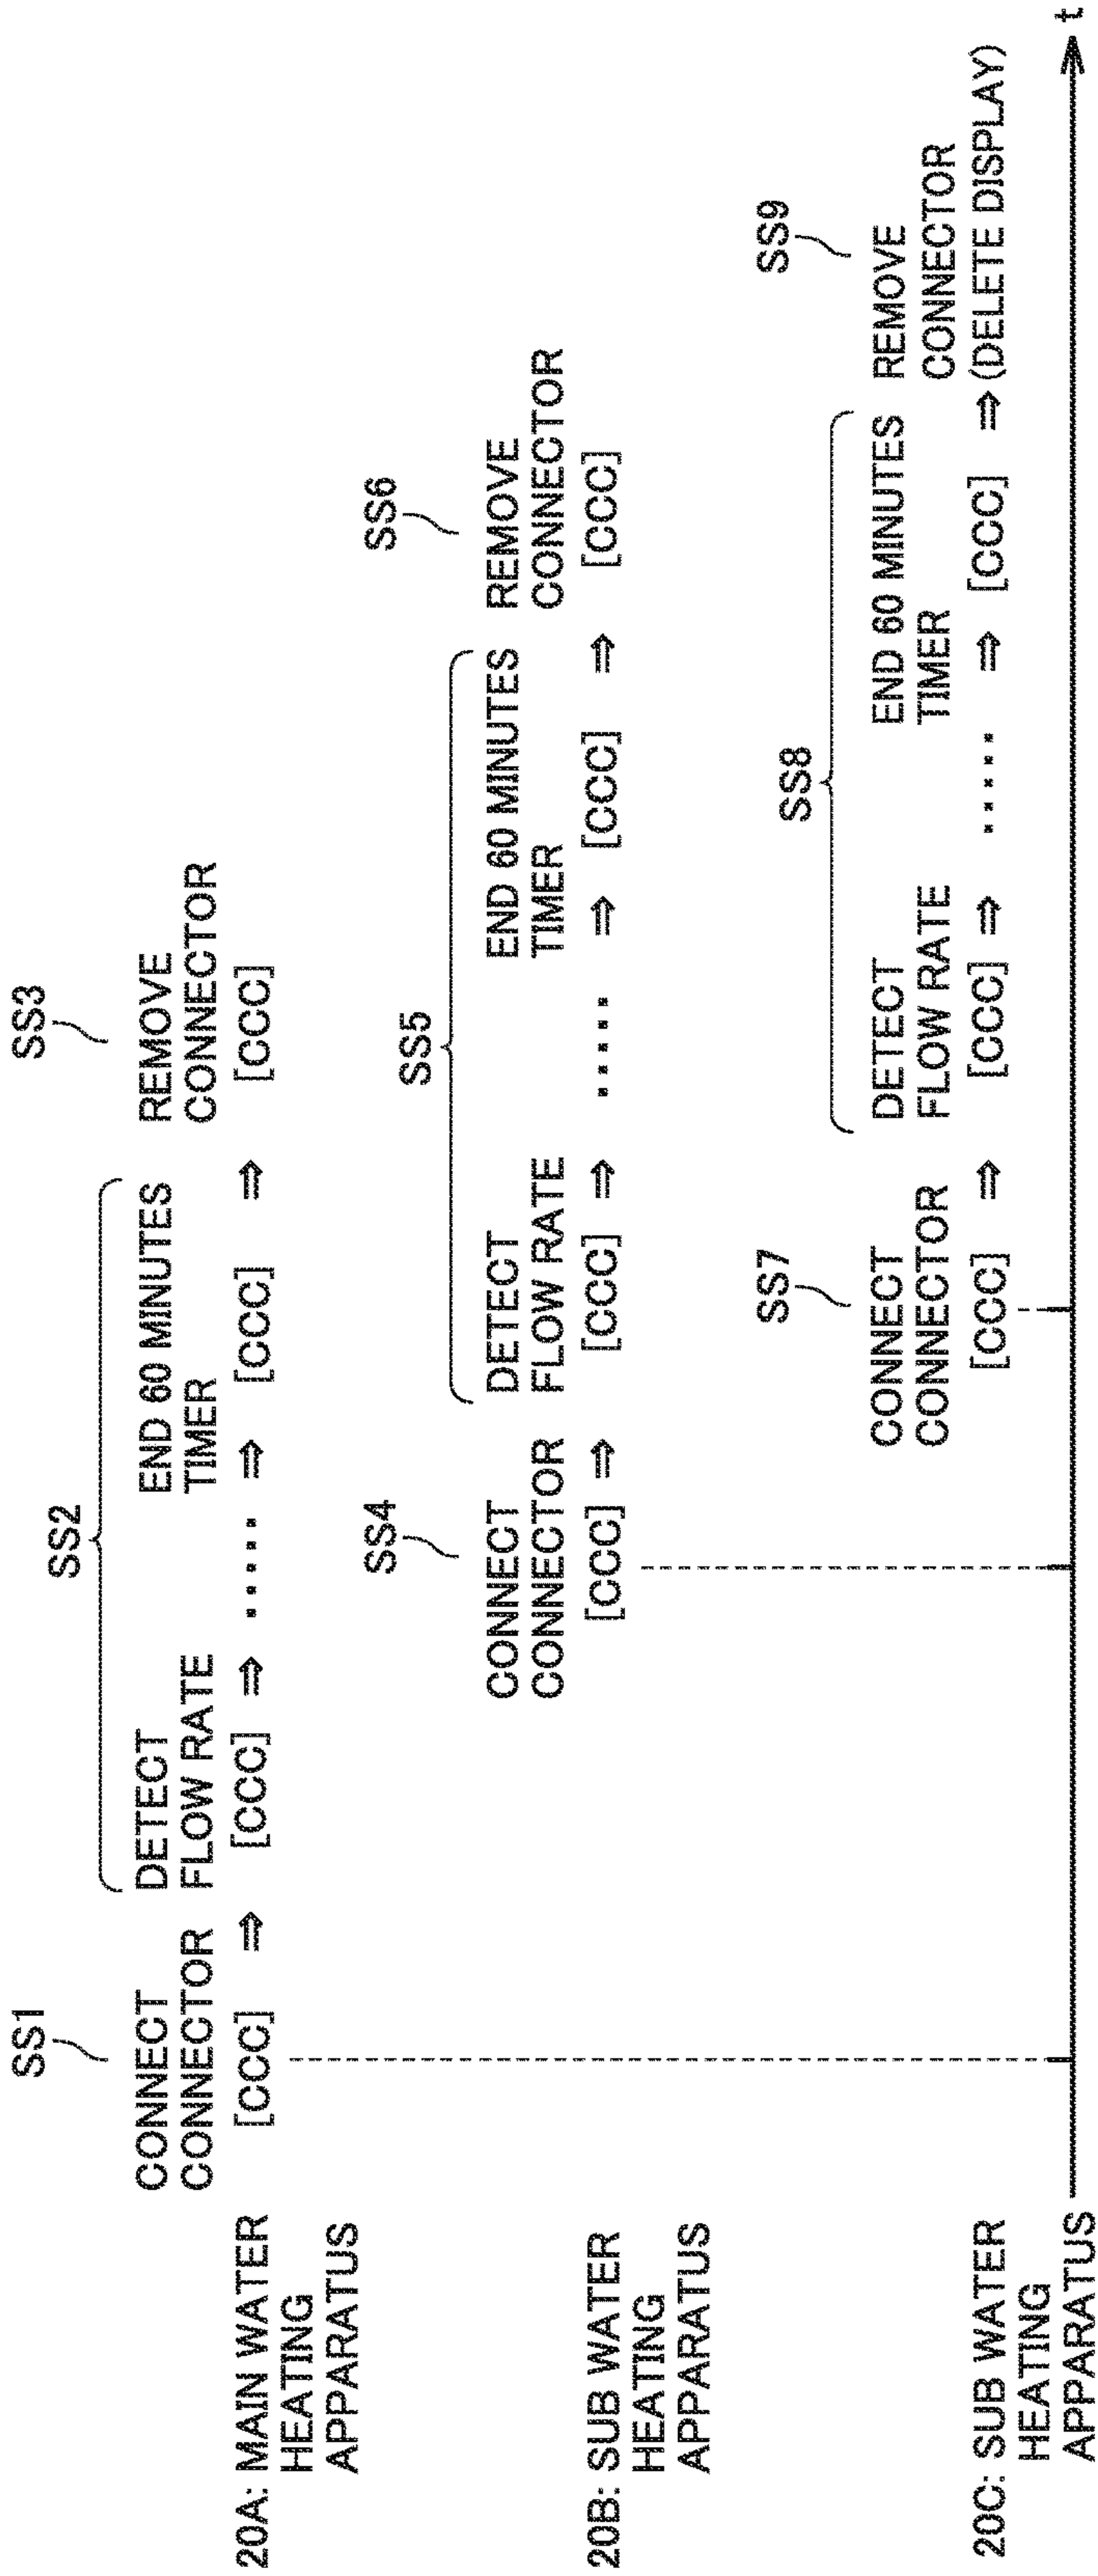 SS1
CONNECT
CONNECTOR
[CCC]
⇒
SS2
DETECT
FLOW RATE
[CCC]
⇒
·····
⇒
END 60 MINUTES
TIMER
[CCC]
⇒
SS3
REMOVE
CONNECTOR
[CCC]
20A: MAIN WATER
HEATING
APPARATUS
SS4
CONNECT
CONNECTOR
[CCC]
⇒
SS5
DETECT
FLOW RATE
[CCC]
⇒
·····
⇒
END 60 MINUTES
TIMER
[CCC]
⇒
SS6
REMOVE
CONNECTOR
[CCC]
20B: SUB WATER
HEATING
APPARATUS
SS7
CONNECT
CONNECTOR
[CCC]
⇒
SS8
DETECT
FLOW RATE
[CCC]
⇒
·····
⇒
END 60 MINUTES
TIMER
[CCC]
⇒
SS9
REMOVE
CONNECTOR
(DELETE DISPLAY)
20C: SUB WATER
HEATING
APPARATUS
t